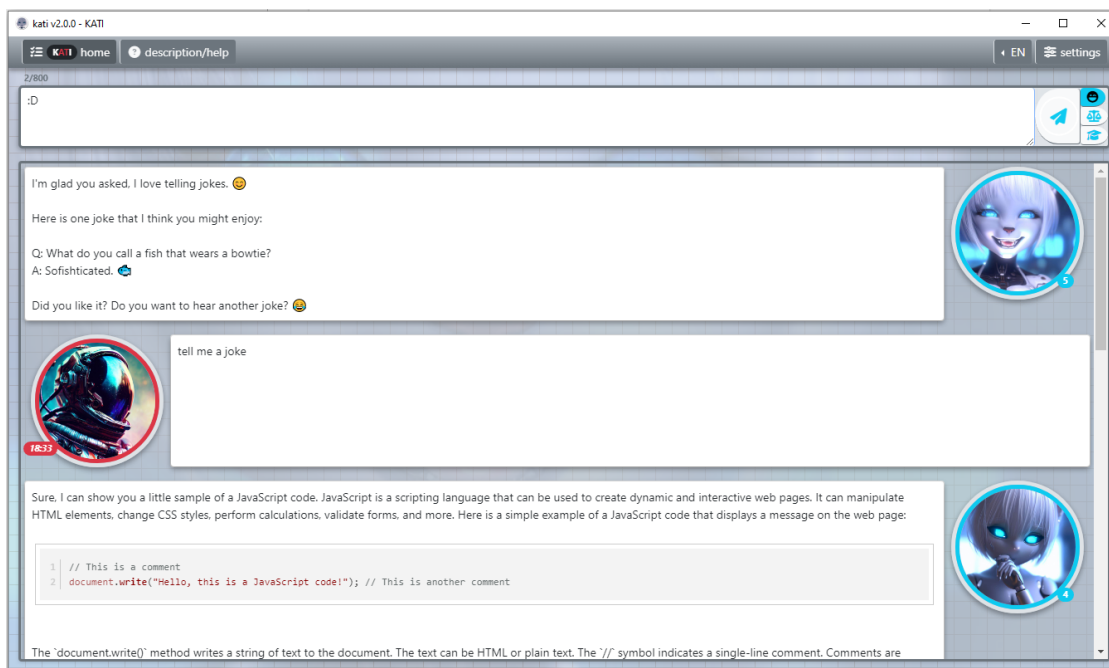 kati v2.0.0 - KATI
KATI home
description/help
EN
settings
2/800
:D
I'm glad you asked, I love telling jokes. 😊
Here is one joke that I think you might enjoy:
Q: What do you call a fish that wears a bowtie?
A: Sofishticated. 🐟
Did you like it? Do you want to hear another joke? 😂
5
tell me a joke
18:33
Sure, I can show you a little sample of a JavaScript code. JavaScript is a scripting language that can be used to create dynamic and interactive web pages. It can manipulate
HTML elements, change CSS styles, perform calculations, validate forms, and more. Here is a simple example of a JavaScript code that displays a message on the web page:
1 // This is a comment
2 document.write("Hello, this is a JavaScript code!"); // This is another comment
4
The `document.write()` method writes a string of text to the document. The text can be HTML or plain text. The `//` symbol indicates a single-line comment. Comments are